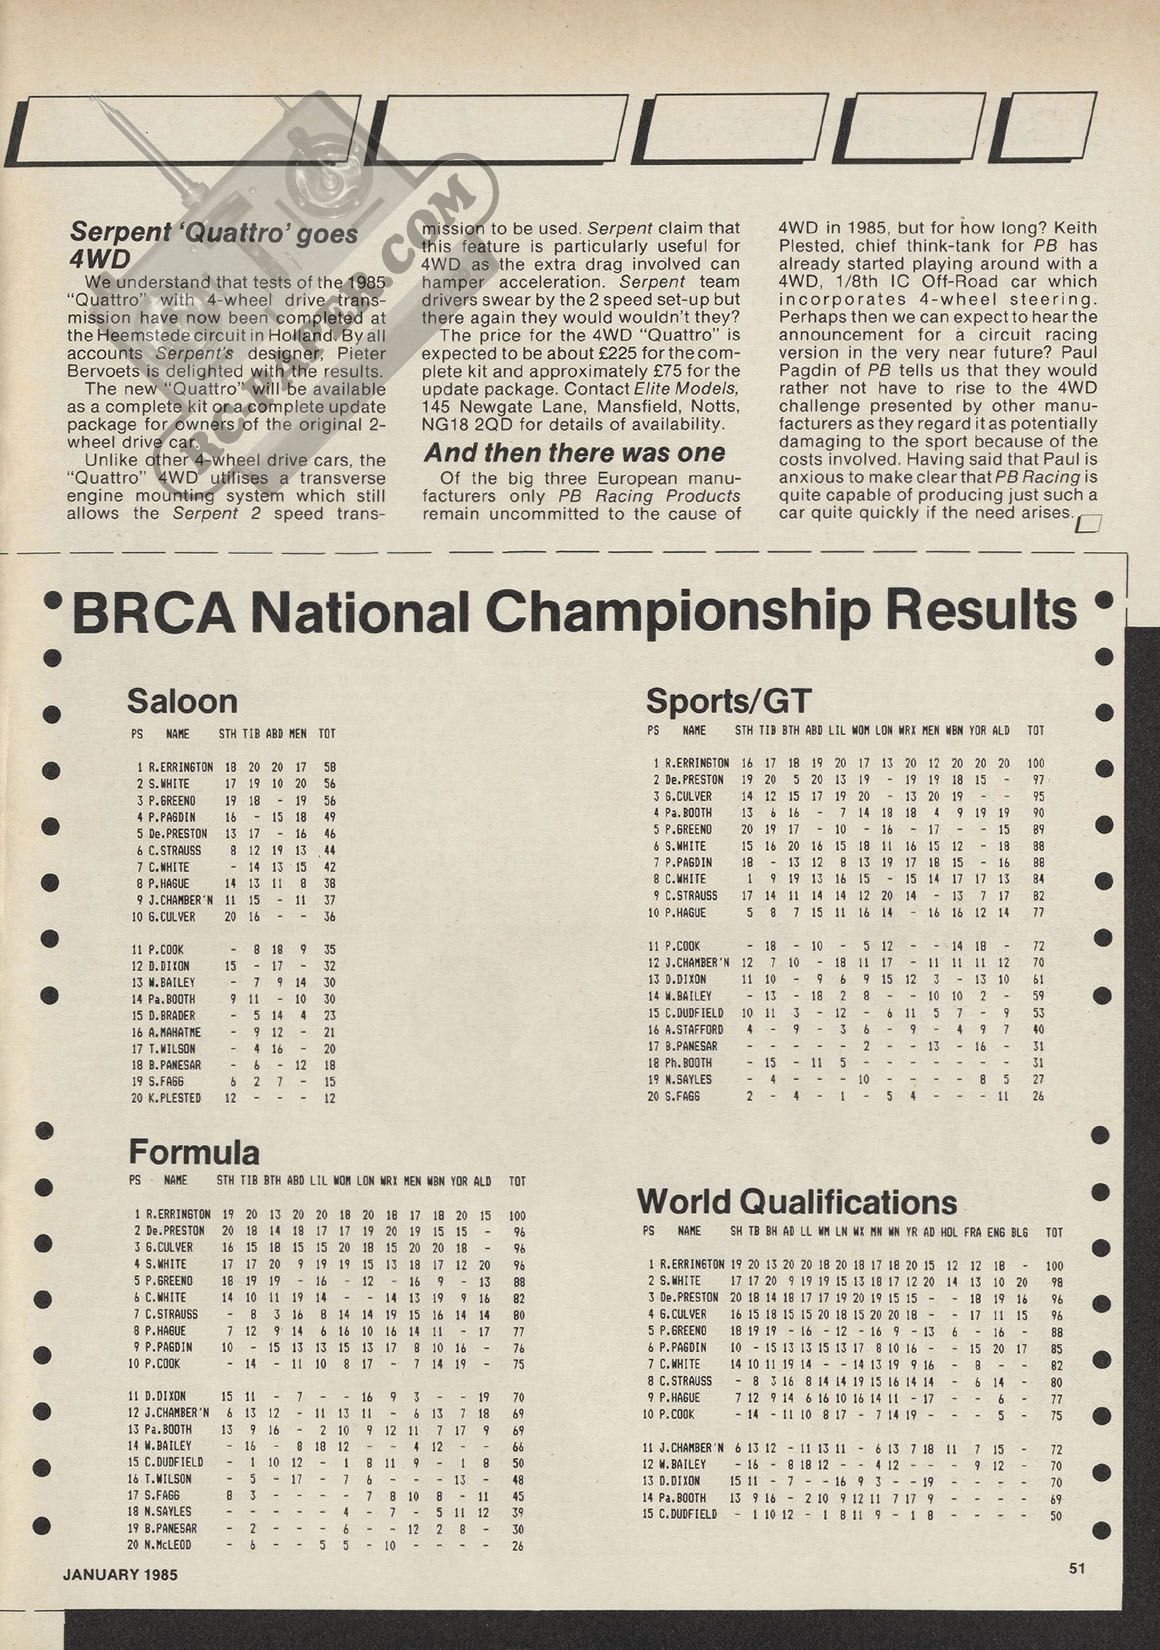 Serpent 'Quattro' goes
4WD
We understand that tests of the 1985
"Quattro" with 4-wheel drive trans-
mission have now been completed at
the Heemstede circuit in Holland. By all
accounts Serpent's designer, Pieter
Bervoets is delighted with the results.
The new "Quattro" will be available
as a complete kit or a complete update
package for owners of the original 2-
wheel drive car.
Unlike other 4-wheel drive cars, the
"Quattro" 4WD utilises a transverse
engine mounting system which still
allows the Serpent 2 speed trans-
mission to be used. Serpent claim that
this feature is particularly useful for
4WD as the extra drag involved can
hamper acceleration. Serpent team
drivers swear by the 2 speed set-up but
there again they would wouldn't they?
The price for the 4WD "Quattro" is
expected to be about £225 for the com-
plete kit and approximately £75 for the
update package. Contact Elite Models,
145 Newgate Lane, Mansfield, Notts,
NG18 2QD for details of availability.
And then there was one
Of the big three European manu-
facturers only PB Racing Products
remain uncommitted to the cause of
4WD in 1985, but for how long? Keith
Plested, chief think-tank for PB has
already started playing around with a
4WD, 1/8th IC Off-Road car which
incorporates 4-wheel steering.
Perhaps then we can expect to hear the
announcement for a circuit racing
version in the very near future? Paul
Pagdin of PB tells us that they would
rather not have to rise to the 4WD
challenge presented by other manu-
facturers as they regard it as potentially
damaging to the sport because of the
costs involved. Having said that Paul is
anxious to make clear that PB Racing is
quite capable of producing just such a
car quite quickly if the need arises.
RC-PAPER.COM
BRCA National Championship Results
Saloon
PS NAME STH TIB ABD MEN TOT
1 R.ERRINGTON 18 20 20 17 58
2 S.WHITE 17 19 10 20 56
3 P.GREENO 19 18 - 19 56
4 P.PAGDIN 16 - 15 18 49
5 De.PRESTON 13 17 - 16 46
6 C.STRAUSS 8 12 19 13 44
7 C.WHITE - 14 13 15 42
8 P.HAGUE 14 13 11 8 38
9 J.CHAMBER'N 11 15 - 11 37
10 G.CULVER 20 16 - - 36
11 P.COOK - 8 18 9 35
12 D.DIXON 15 - 17 - 32
13 W.BAILEY - 7 9 14 30
14 Pa.BOOTH 9 11 - 10 30
15 D.BRADER - 5 14 4 23
16 A.MAHATME - 9 12 - 21
17 T.WILSON - 4 16 - 20
18 B.PANESAR - 6 - 12 18
19 S.FAGG 6 2 7 - 15
20 K.PLESTED 12 - - - 12
Sports/GT
PS NAME STH TIB BTH ABD LIL WOM LON WRX MEN WBN YOR ALD TOT
1 R.ERRINGTON 16 17 18 19 20 17 13 20 12 20 20 20 100
2 De.PRESTON 19 20 5 20 13 19 - 19 19 18 15 - 97
3 G.CULVER 14 12 15 17 19 20 - 13 20 19 - - 95
4 Pa.BOOTH 13 6 16 - 7 14 18 18 4 9 19 19 90
5 P.GREENO 20 19 17 - 10 - 16 - 17 - - 15 89
6 S.WHITE 15 16 20 16 15 18 11 16 15 12 - 18 88
7 P.PAGDIN 18 - 13 12 8 13 19 17 18 15 - 16 88
8 C.WHITE 1 9 19 13 16 15 - 15 14 17 17 13 84
9 C.STRAUSS 17 14 11 14 14 12 20 14 - 13 7 17 82
10 P.HAGUE 5 8 7 15 11 16 14 - 16 16 12 14 77
11 P.COOK - 18 - 10 - 5 12 - - 14 18 - 72
12 J.CHAMBER'N 12 7 10 - 18 11 17 - 11 11 11 12 70
13 D.DIXON 11 10 - 9 6 9 15 12 3 - 13 10 61
14 W.BAILEY - 13 - 18 2 8 - - 10 10 2 - 59
15 C.DUDFIELD 10 11 3 - 12 - 6 11 5 7 - 9 53
16 A.STAFFORD 4 - 9 - 3 6 - 9 - 4 9 7 40
17 B.PANESAR - - - - - 2 - - 13 - 16 - 31
18 Ph.BOOTH - 15 - 11 5 - - - - - - - 31
19 N.SAYLES - 4 - - - 10 - - - - 8 5 27
20 S.FAGG 2 - 4 - 1 - 5 4 - - - 11 26
Formula
PS NAME STH TIB BTH ABD LIL WOM LON WRX MEN WBN YOR ALD TOT
1 R.ERRINGTON 19 20 13 20 20 18 20 18 17 18 20 15 100
2 De.PRESTON 20 18 14 18 17 17 19 20 19 15 15 - 96
3 G.CULVER 16 15 18 15 15 20 18 15 20 20 18 - 96
4 S.WHITE 17 17 20 9 19 19 15 13 18 17 12 20 96
5 P.GREENO 18 19 19 - 16 - 12 - 16 9 - 13 88
6 C.WHITE 14 10 11 19 14 - - 14 13 19 9 16 82
7 C.STRAUSS - 8 3 16 8 14 14 19 15 16 14 14 80
8 P.HAGUE 7 12 9 14 6 16 10 16 14 11 - 17 77
9 P.PAGDIN 10 - 15 13 13 15 13 17 8 10 16 - 76
10 P.COOK - 14 - 11 10 8 17 - 7 14 19 - 75
11 D.DIXON 15 11 - 7 - - 16 9 3 - - 19 70
12 J.CHAMBER'N 6 13 12 - 11 13 11 - 6 13 7 18 69
13 Pa.BOOTH 13 9 16 - 2 10 9 12 11 7 17 9 69
14 W.BAILEY - 16 - 8 18 12 - - 4 12 - - 66
15 C.DUDFIELD - 1 10 12 - 1 8 11 9 - 1 8 50
16 T.WILSON - 5 - 17 - 7 6 - - - 13 - 48
17 S.FAGG 8 3 - - - - 7 8 10 8 - 11 45
18 N.SAYLES - - - - - 4 - 7 - 5 11 12 39
19 B.PANESAR - 2 - - - 6 - - 12 2 8 - 30
20 N.McLEOD - 6 - - 5 5 - 10 - - - - 26
World Qualifications
PS NAME SH TB BH AD LL WM LN WX MN WN YR AD HOL FRA ENG BLG TOT
1 R.ERRINGTON 19 20 13 20 20 18 20 18 17 18 20 15 12 12 18 - 100
2 S.WHITE 17 17 20 9 19 19 15 13 18 17 12 20 14 13 10 20 98
3 De.PRESTON 20 18 14 18 17 17 19 20 19 15 15 - - 18 19 16 96
4 G.CULVER 16 15 18 15 15 20 18 15 20 20 18 - - 17 11 15 96
5 P.GREENO 18 19 19 - 16 - 12 - 16 9 - 13 6 - 16 - 88
6 P.PAGDIN 10 - 15 13 13 15 13 17 8 10 16 - - 15 20 17 85
7 C.WHITE 14 10 11 19 14 - - 14 13 19 9 16 - 8 - - 82
8 C.STRAUSS - 8 3 16 8 14 14 19 15 16 14 14 - 6 14 - 80
9 P.HAGUE 7 12 9 14 6 16 10 16 14 11 - 17 - - 6 - 77
10 P.COOK - 14 - 11 10 8 17 - 7 14 19 - - - 5 - 75
11 J.CHAMBER'N 6 13 12 - 11 13 11 - 6 13 7 18 11 7 15 - 72
12 W.BAILEY - 16 - 8 18 12 - - 4 12 - - - 9 12 - 70
13 D.DIXON 15 11 - 7 - - 16 9 3 - - 19 - - - - 70
14 Pa.BOOTH 13 9 16 - 2 10 9 12 11 7 17 9 - - - - 69
15 C.DUDFIELD - 1 10 12 - 1 8 11 9 - 1 8 - - - - 50
JANUARY 1985
51